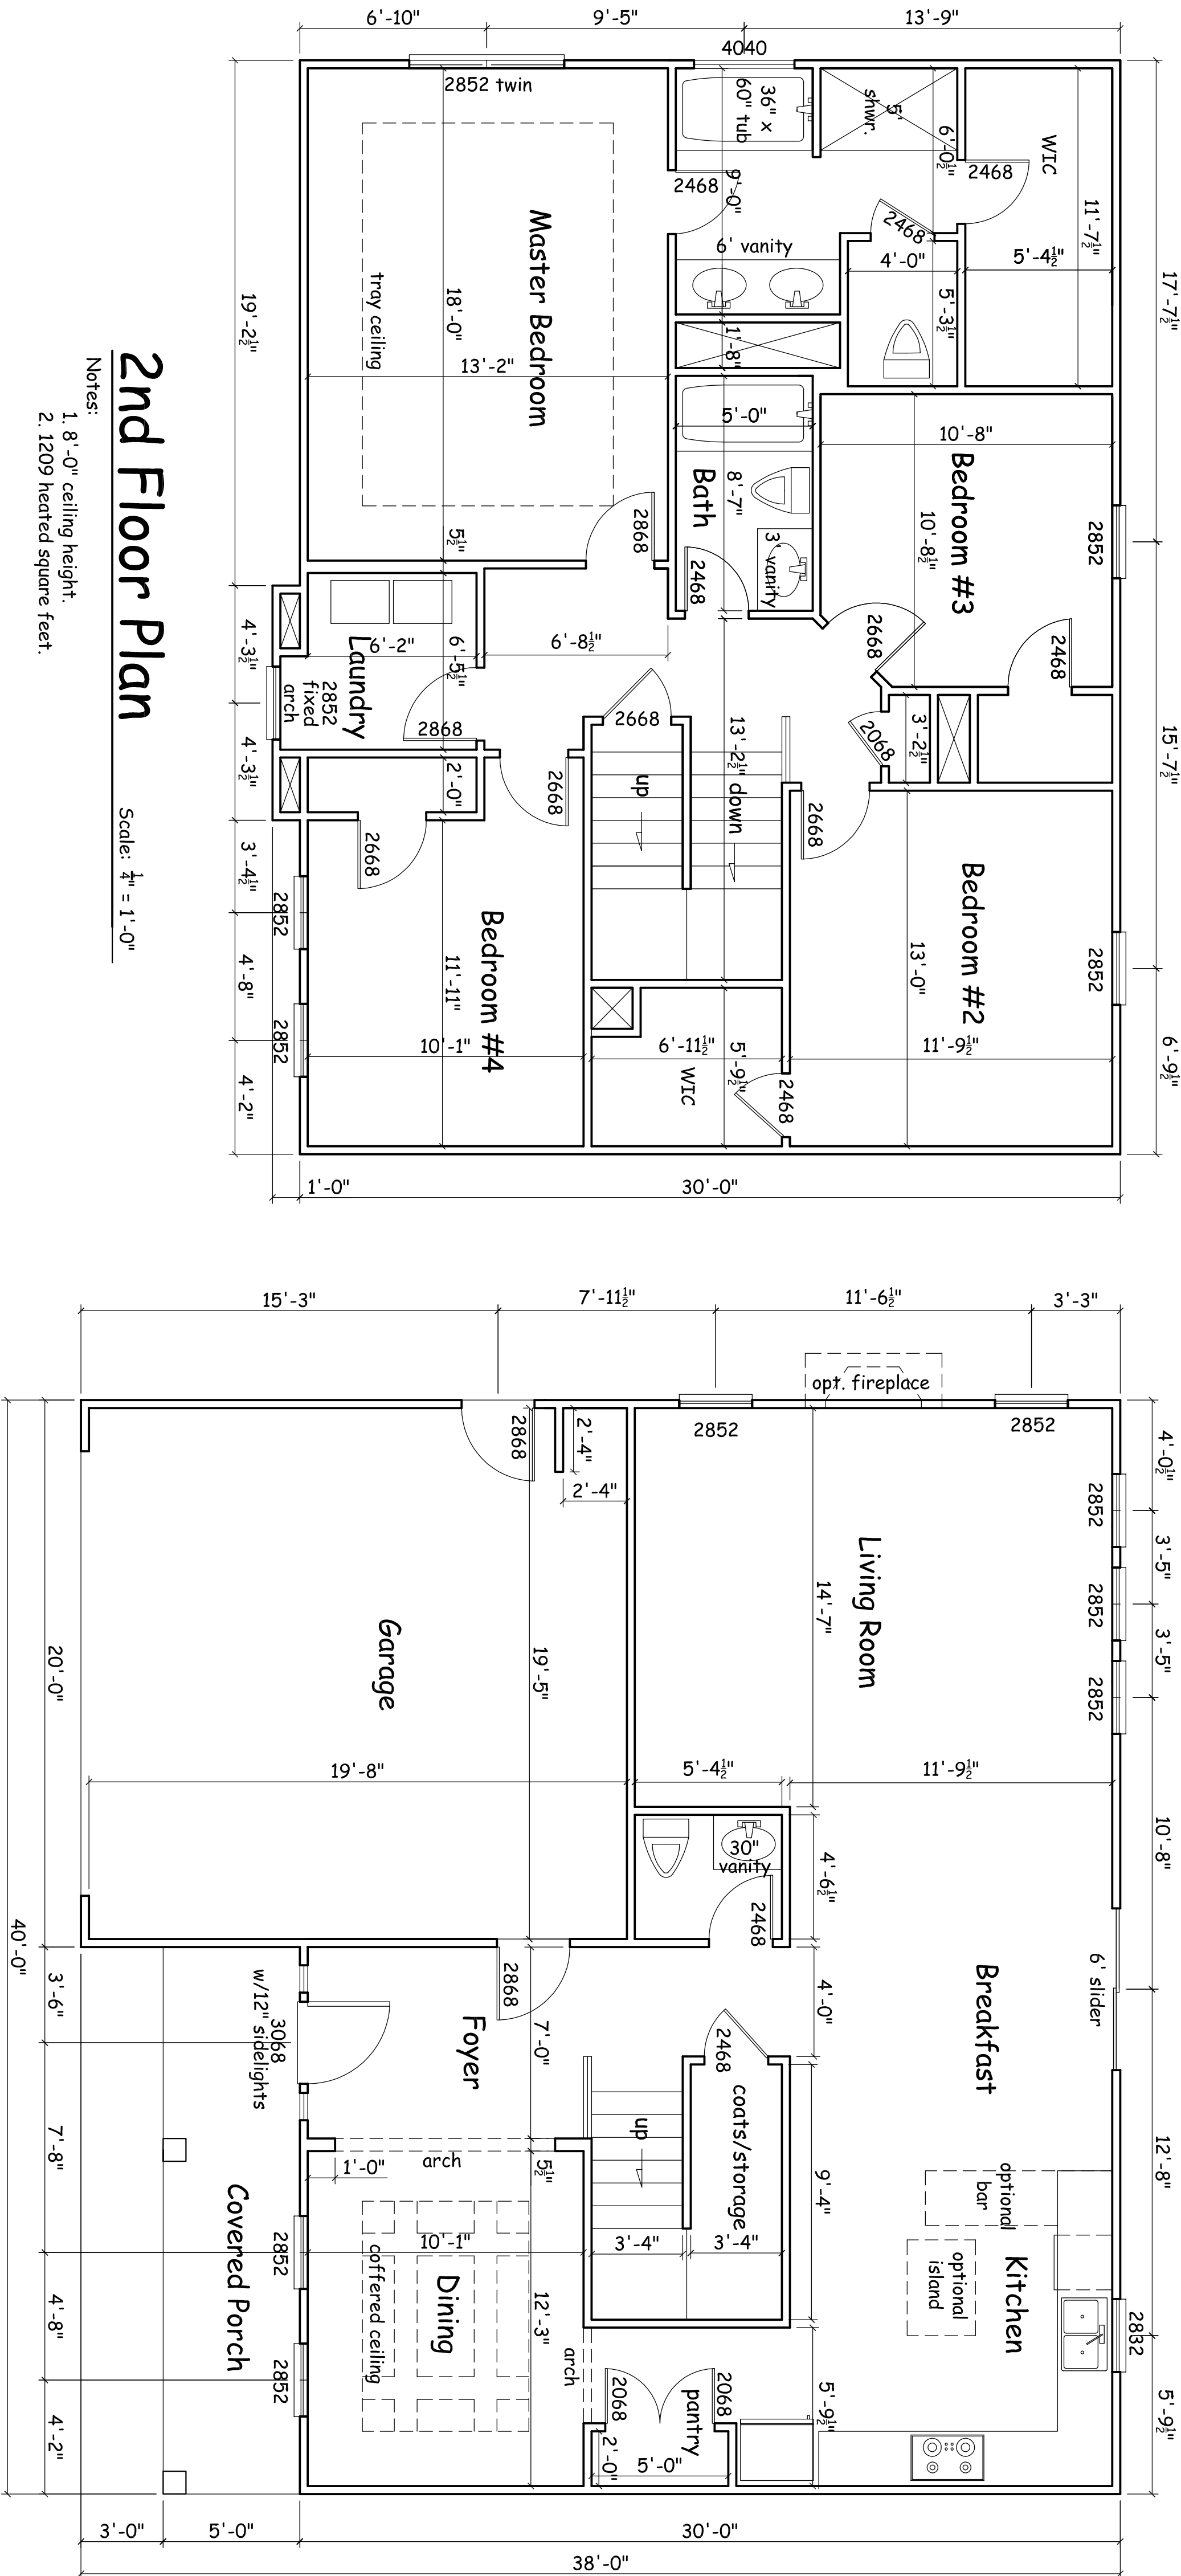 6'-10"
9'-5"
13'-9"
4040
2852 twin
36" x
60" tub
5'
shwr.
6'-0½"
WIC
2468
11'-7½"
5'-4½"
17'-7½"
2468
9'-0"
2468
4'-0"
6' vanity
5'-3½"
Master Bedroom
tray ceiling
18'-0"
13'-2"
1'-8"
5'-0"
Bath
8'-7"
3' vanity
2468
2868
5½"
10'-8"
Bedroom #3
10'-8½"
2852
2668
2468
19'-2½"
4'-3½"
4'-3½"
3'-4½"
4'-8"
4'-2"
6'-2"
Laundry
6'-5½"
6'-8½"
2852
fixed
arch
2868
2'-0"
2668
2668
2668
up
13'-2½"
down
2068
3'-2½"
15'-7½"
2668
Bedroom #2
13'-0"
11'-9½"
2852
6'-9½"
Bedroom #4
11'-11"
10'-1"
2852
2852
6'-11½"
WIC
5'-9½"
2468
1'-0"
30'-0"
2nd Floor Plan
Scale: ¼" = 1'-0"
Notes:
1. 8'-0" ceiling height.
2. 1209 heated square feet.
15'-3"
7'-11½"
11'-6½"
3'-3"
opt. fireplace
2868
2'-4"
2'-4"
2852
2852
4'-0½"
2852
3'-5"
2852
3'-5"
2852
Living Room
14'-7"
Garage
19'-5"
19'-8"
20'-0"
40'-0"
5'-4½"
11'-9½"
10'-8"
30"
vanity
4'-6½"
2468
6' slider
Breakfast
4'-0"
2868
7'-0"
Foyer
3068
w/12" sidelights
3'-6"
7'-8"
2468
coats/storage
up
9'-4"
12'-8"
arch
5½"
1'-0"
3'-4"
3'-4"
optional
bar
optional
island
Kitchen
2832
Covered Porch
2852
2852
10'-1"
coffered ceiling
Dining
12'-3"
arch
2068
2068
pantry
5'-9½"
5'-9½"
2'-0"
5'-0"
4'-8"
4'-2"
3'-0"
5'-0"
30'-0"
38'-0"